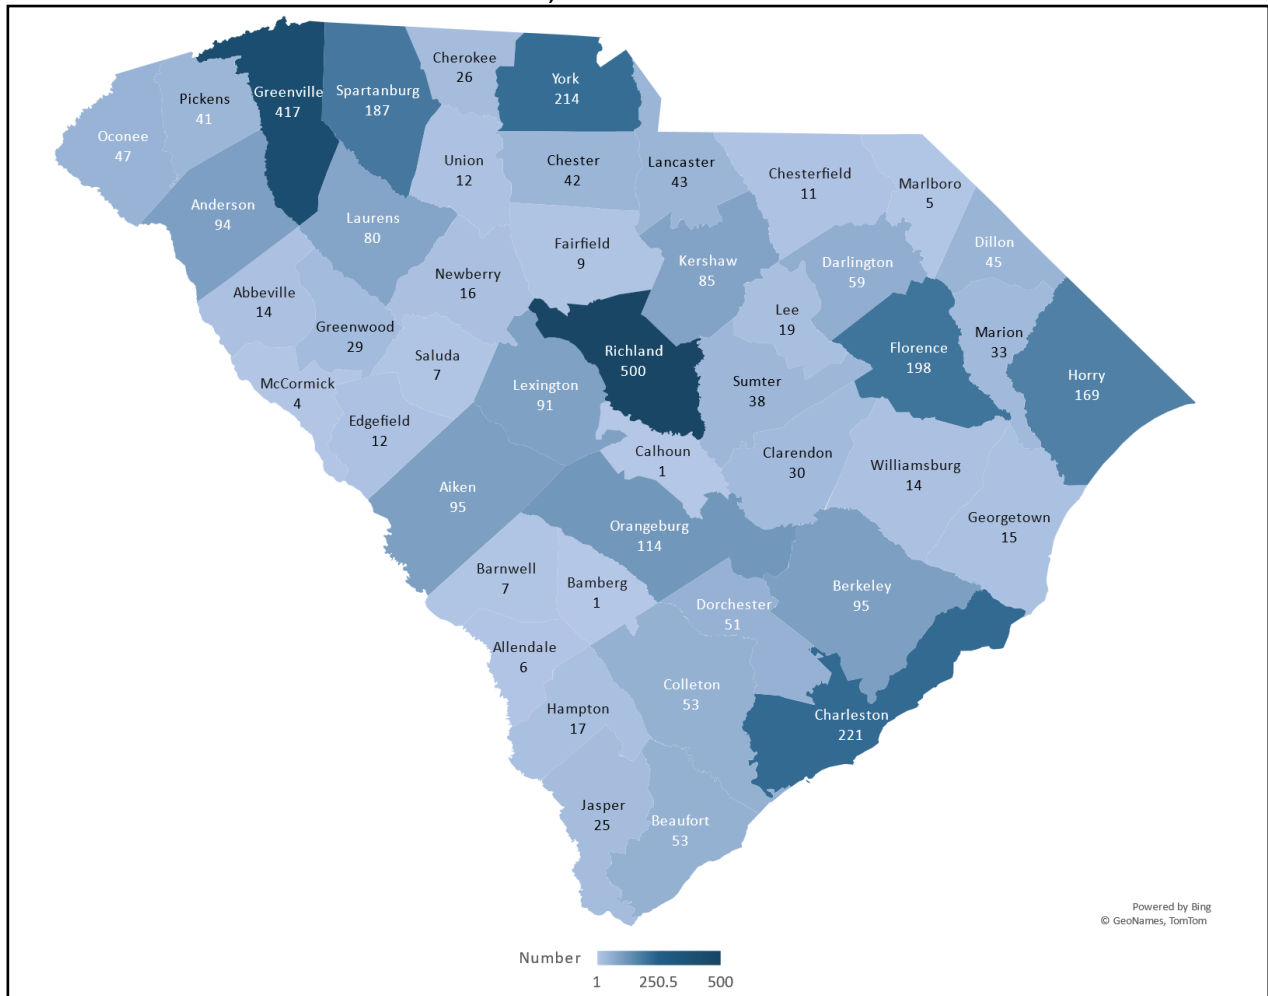 ,
Cherokee
26
York
214
Pickens
41
Greenville
417
Spartanburg
187
Oconee
47
Union
12
Chester
42
Lancaster
43
Chesterfield
11
Marlboro
5
Anderson
94
Laurens
80
Fairfield
9
Kershaw
85
Darlington
59
Dillon
45
Newberry
16
Abbeville
14
Greenwood
29
Saluda
7
Richland
500
Lee
19
Florence
198
Marion
33
Horry
169
McCormick
4
Edgefield
12
Lexington
91
Sumter
38
Calhoun
1
Clarendon
30
Williamsburg
14
Aiken
95
Orangeburg
114
Georgetown
15
Barnwell
7
Bamberg
1
Dorchester
51
Berkeley
95
Allendale
6
Colleton
53
Hampton
17
Charleston
221
Jasper
25
Beaufort
53
Powered by Bing
© GeoNames, TomTom
Number
1 250.5 500